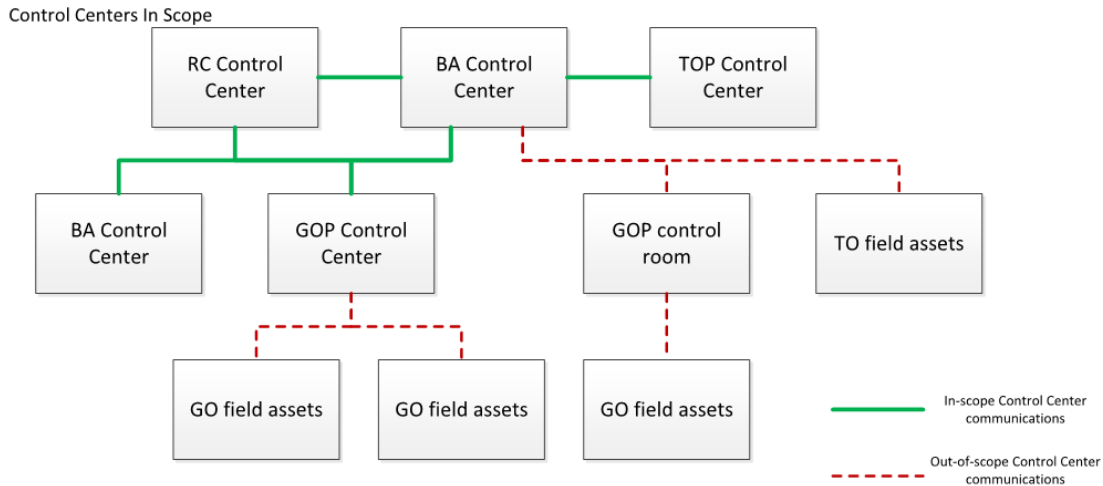 Control Centers In Scope
RC Control
Center
BA Control
Center
TOP Control
Center
BA Control
Center
GOP Control
Center
GOP control
room
TO field assets
GO field assets
GO field assets
GO field assets
In-scope Control Center
communications
Out-of-scope Control Center
communications